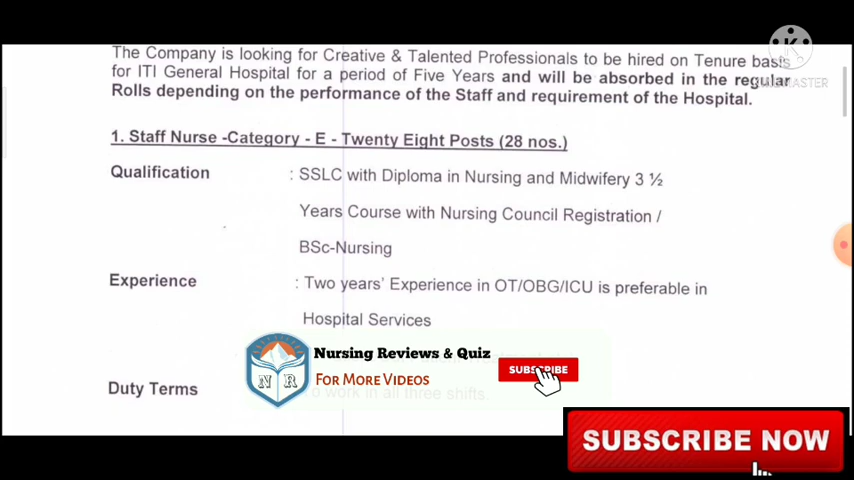 The Company is looking for Creative & Talented Professionals to be hired on Tenure basis
for ITI General Hospital for a period of Five Years and will be absorbed in the regular
Rolls depending on the performance of the Staff and requirement of the Hospital.
1. Staff Nurse -Category - E - Twenty Eight Posts (28 nos.)
Qualification : SSLC with Diploma in Nursing and Midwifery 3 ½
Years Course with Nursing Council Registration /
BSc-Nursing
Experience : Two years' Experience in OT/OBG/ICU is preferable in
Hospital Services
Nursing Reviews & Quiz
FOR MORE VIDEOS
SUBSCRIBE
N R
Duty Terms o work in all three shifts.
SUBSCRIBE NOW